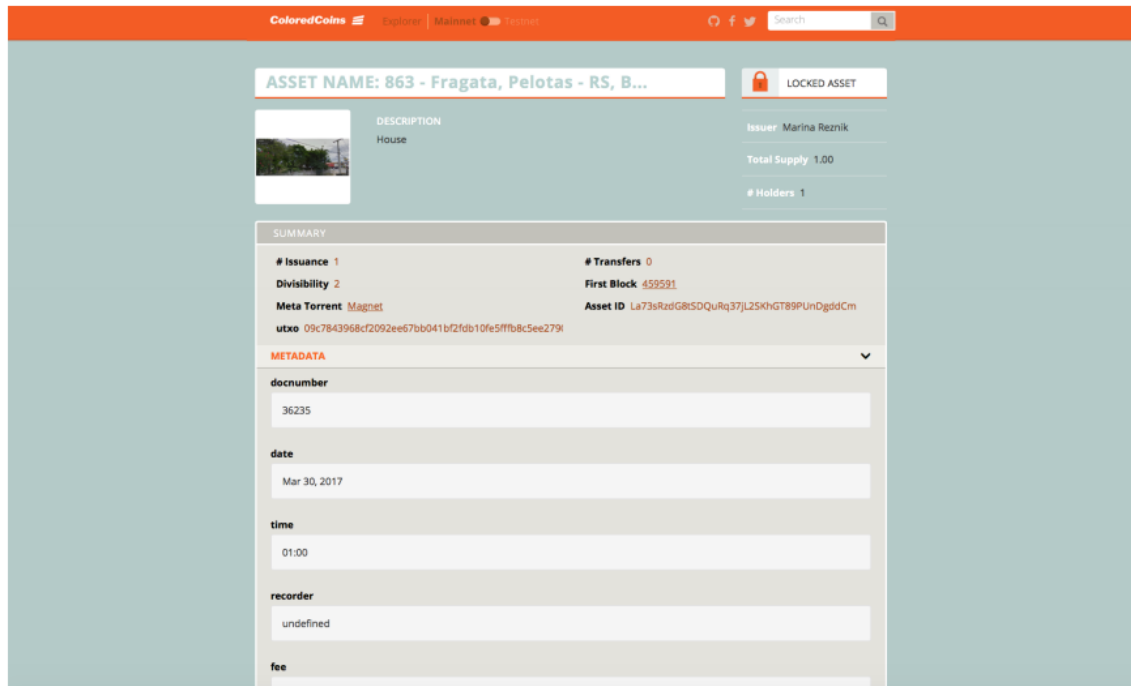 ColoredCoins Explorer Mainnet Testnet Search
ASSET NAME: 863 - Fragata, Pelotas - RS, B...
LOCKED ASSET
DESCRIPTION
House
Issuer Marina Reznik
Total Supply 1.00
# Holders 1
SUMMARY
# Issuance 1
# Transfers 0
Divisibility 2
First Block 459591
Meta Torrent Magnet
Asset ID La73sRzdG8tSDQuRq37jL2SKhGT89PUnDgddCm
utxo 09c7843968cf2092ee67bb041bf2fdb10fe5fffb8c5ee279(
METADATA
docnumber
36235
date
Mar 30, 2017
time
01:00
recorder
undefined
fee